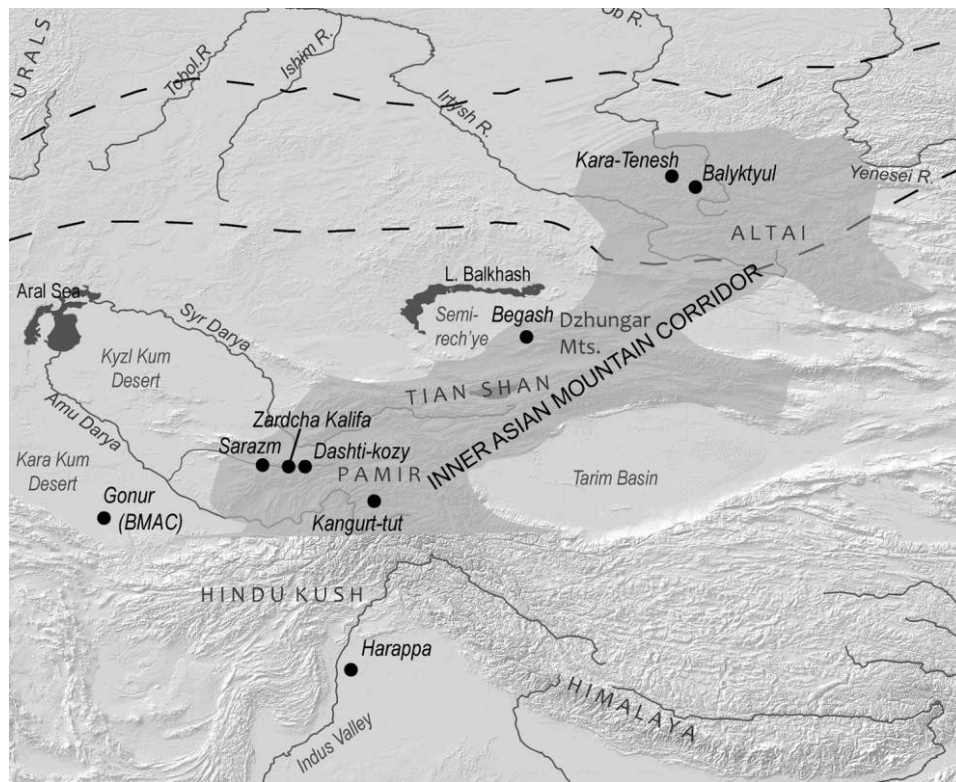 URALS
Tobol.R
Ishim R.
Ob R.
Irtysh R.
Kara-Tenesh
Balyktyul
Yenesei R.
ALTAI
Aral Sea
L. Balkhash
Syr Darya
Semi-
rech'ye
Begash
Dzhungar
Mts.
Kyzl Kum
Desert
INNER ASIAN MOUNTAIN CORRIDOR
TIAN SHAN
Amu Darya
Zardcha Kalifa
Sarazm
Dashti-kozy
PAMIR
Kara Kum
Desert
Tarim Basin
Gonur
(BMAC)
Kangurt-tut
HINDU KUSH
Harappa
HIMALAYA
Indus Valley